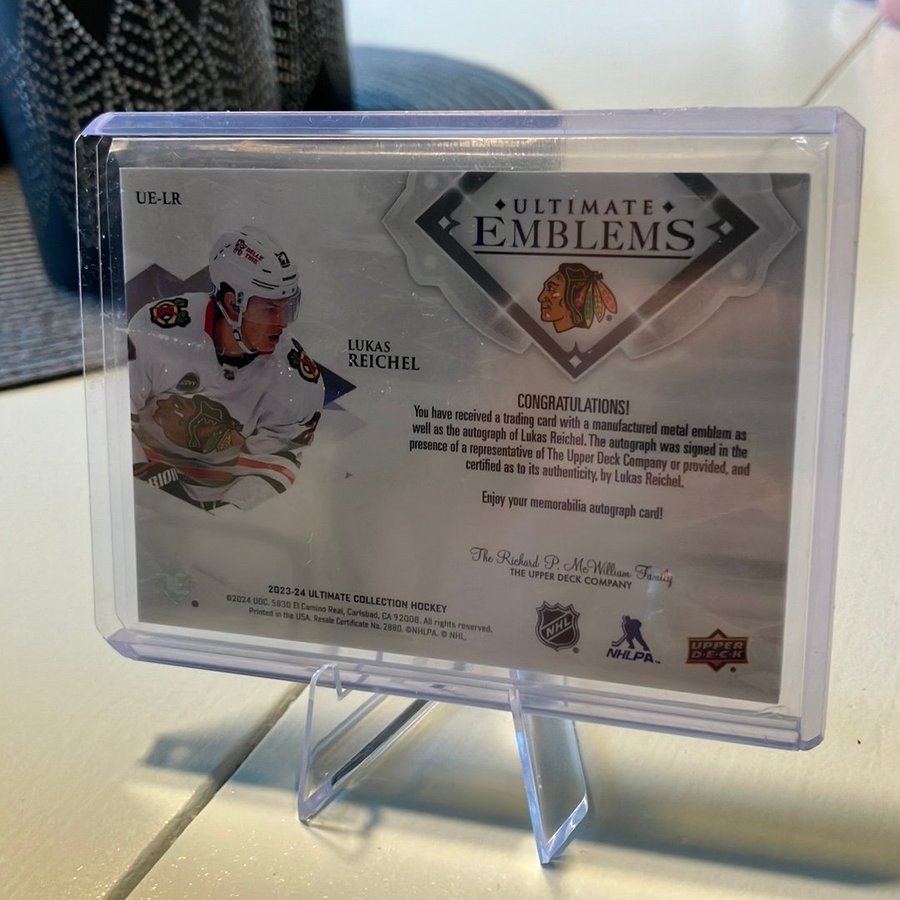 UE-LR
ULTIMATE
EMBLEMS
LUKAS
REICHEL
CONGRATULATIONS!
You have received a trading card with a manufactured metal emblem as
well as the autograph of Lukas Reichel. The autograph was signed in the
presence of a representative of The Upper Deck Company or provided, and
certified as to its authenticity, by Lukas Reichel.
Enjoy your memorabilia autograph card!
The Richard P. McWilliam Family
THE UPPER DECK COMPANY
2023-24 ULTIMATE COLLECTION HOCKEY
©2024 UDC, 5830 El Camino Real, Carlsbad, CA 92008. All rights reserved.
Printed in the USA. Resale Certificate No. 2880. ©NHLPA. © NHL.
NHL
NHLPA™
UPPER
DECK